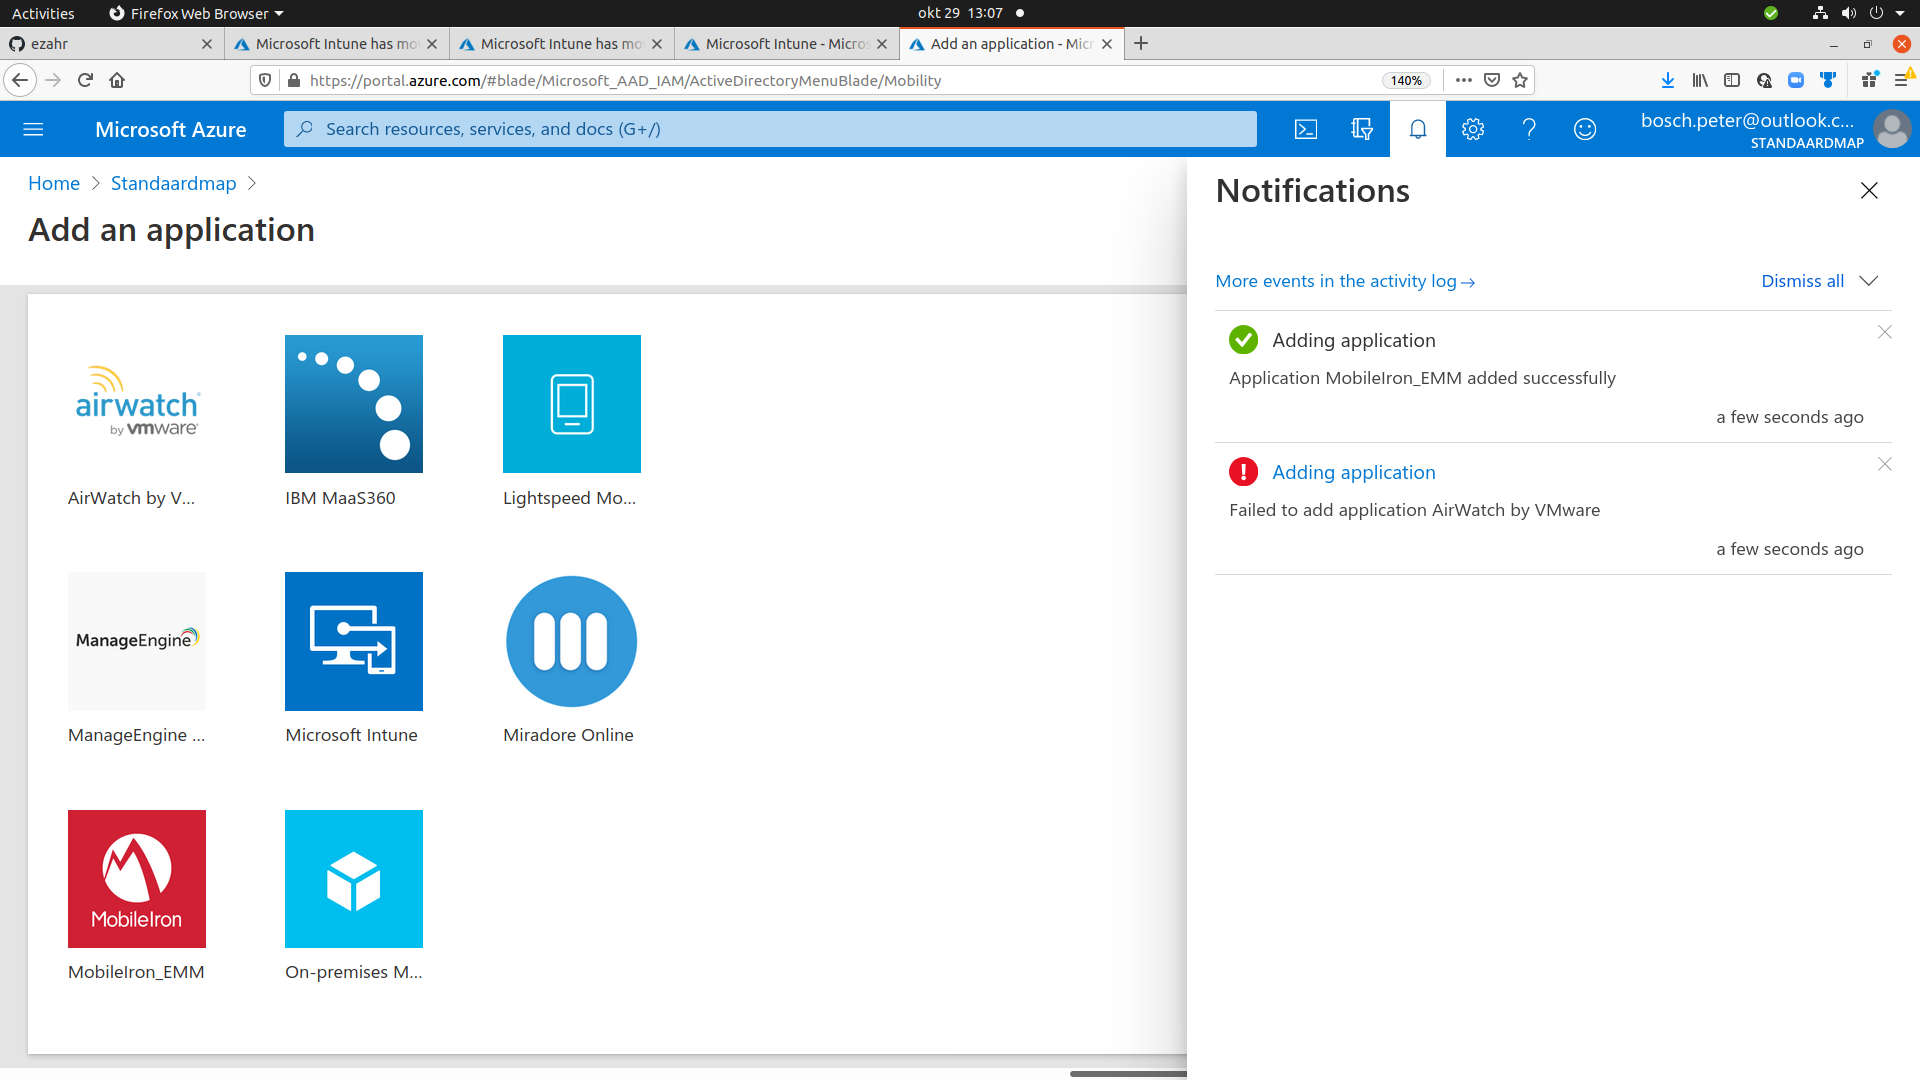 Activities
Firefox Web Browser
okt 29 13:07
ezahr
Microsoft Intune has mo
Microsoft Intune has mo
Microsoft Intune - Micros
Add an application - Micr
https://portal.azure.com/#blade/Microsoft_AAD_IAM/ActiveDirectoryMenuBlade/Mobility
140%
Microsoft Azure
Search resources, services, and docs (G+/)
bosch.peter@outlook.c...
STANDAARDMAP
Home
Standaardmap
Add an application
airwatch
by vmware
AirWatch by V...
IBM MaaS360
Lightspeed Mo...
ManageEngine
ManageEngine ...
Microsoft Intune
Miradore Online
MobileIron
MobileIron_EMM
On-premises M...
Notifications
More events in the activity log
Dismiss all
Adding application
Application MobileIron_EMM added successfully
a few seconds ago
Adding application
Failed to add application AirWatch by VMware
a few seconds ago